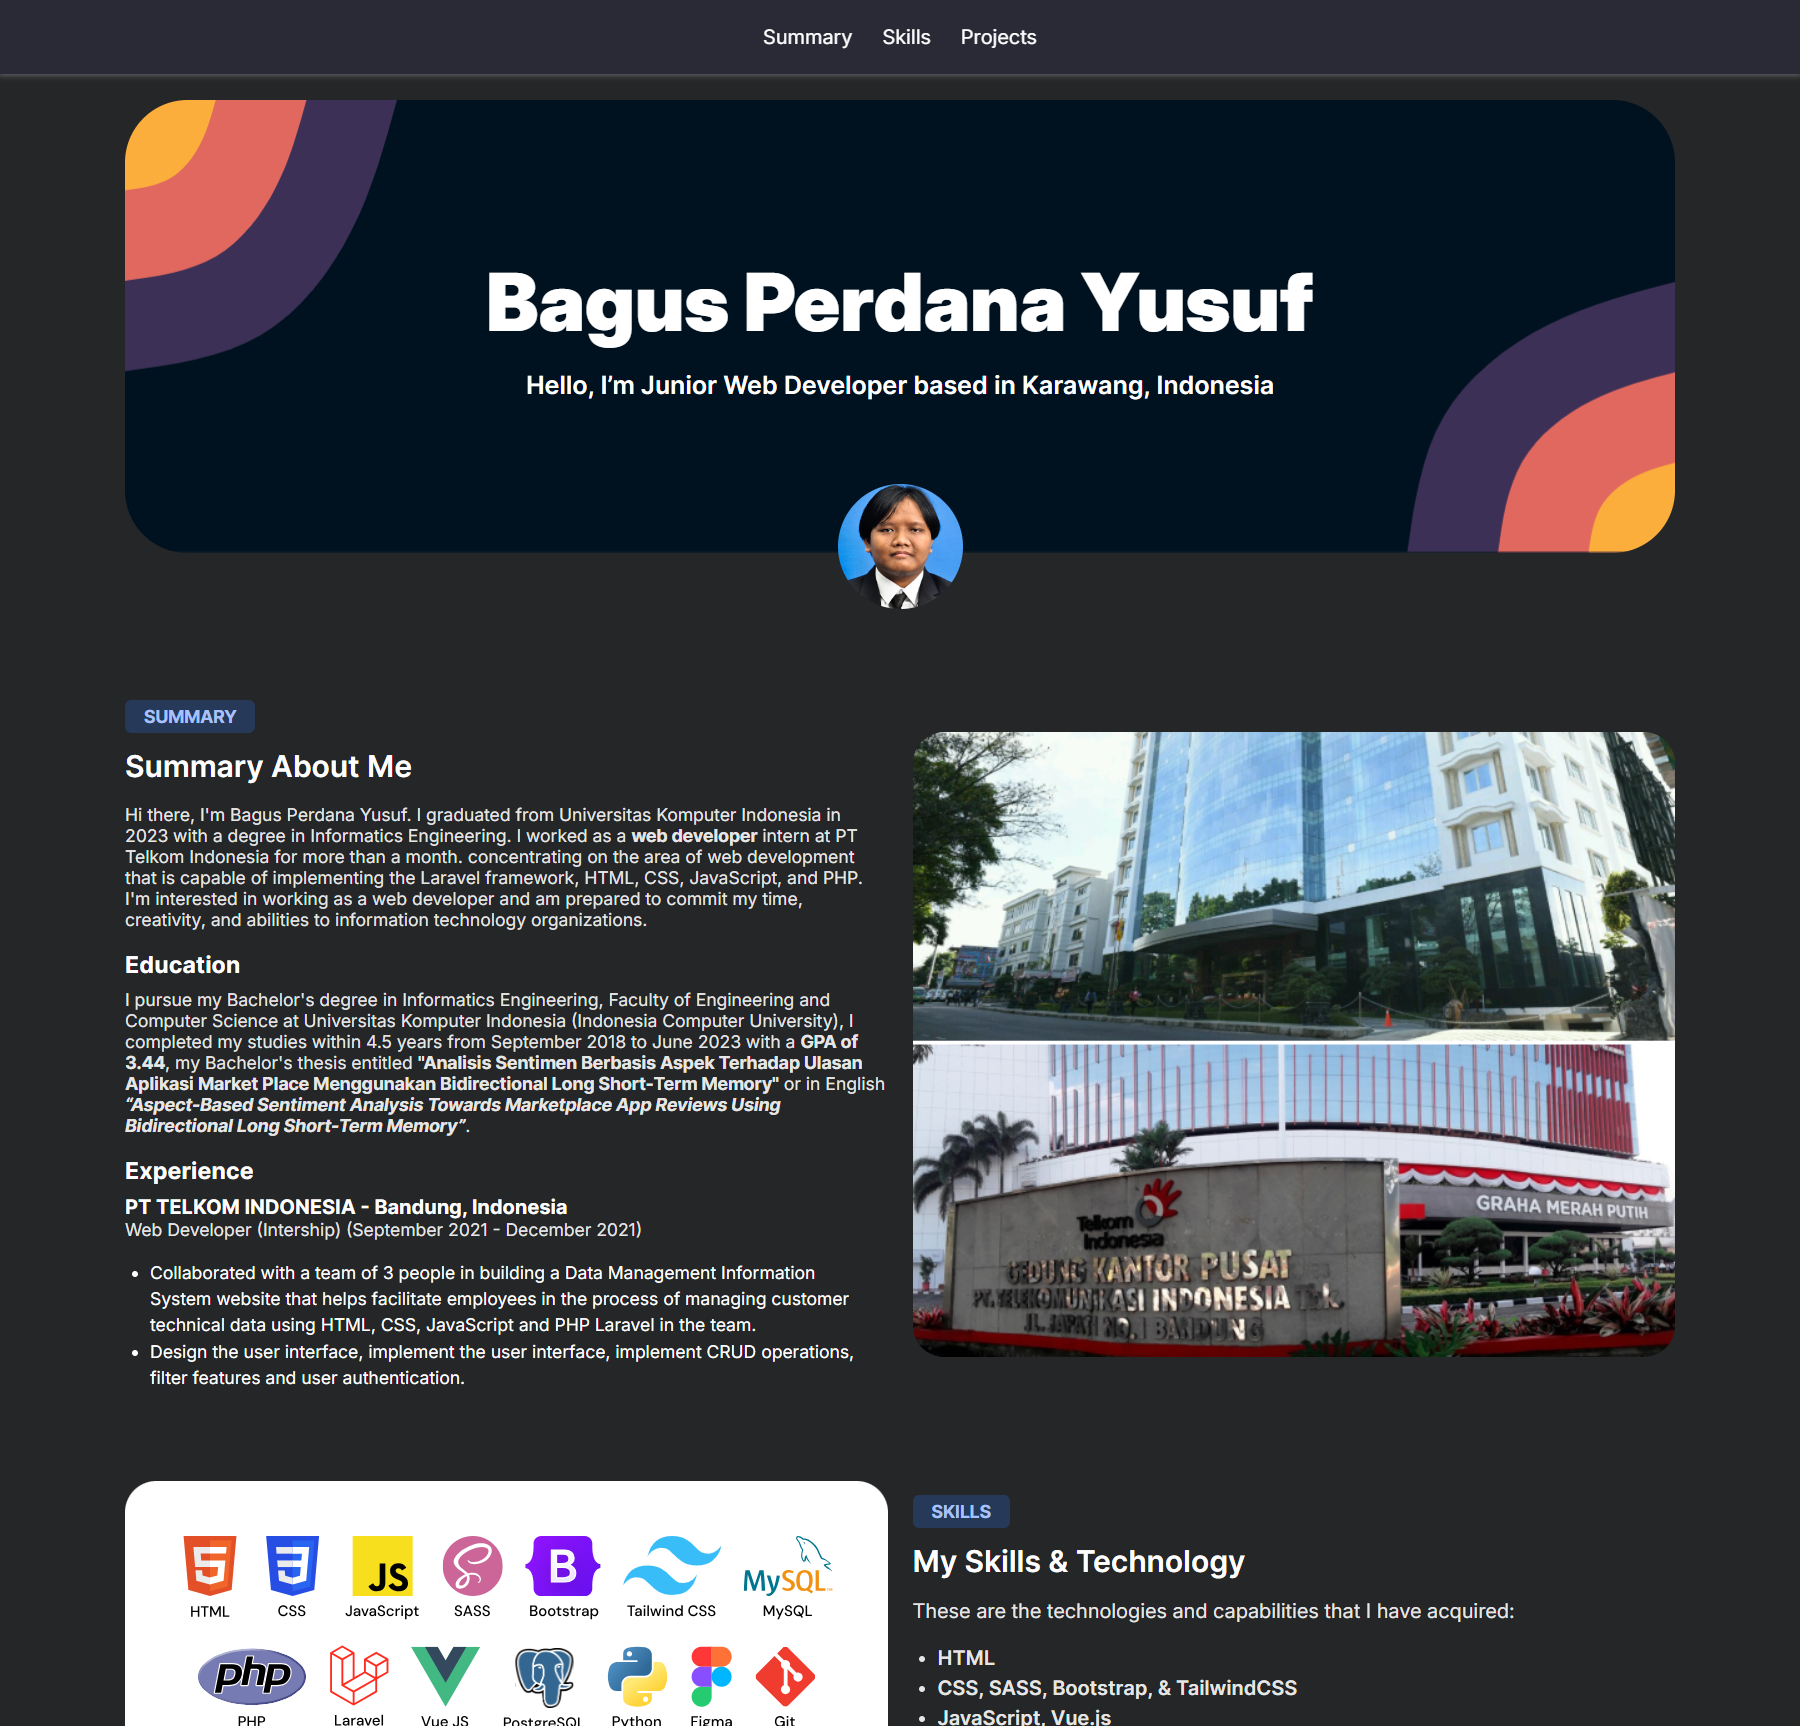 Summary Skills Projects
Bagus Perdana Yusuf
Hello, I’m Junior Web Developer based in Karawang, Indonesia
SUMMARY
Summary About Me
Hi there, I'm Bagus Perdana Yusuf. I graduated from Universitas Komputer Indonesia in
2023 with a degree in Informatics Engineering. I worked as a web developer intern at PT
Telkom Indonesia for more than a month. concentrating on the area of web development
that is capable of implementing the Laravel framework, HTML, CSS, JavaScript, and PHP.
I'm interested in working as a web developer and am prepared to commit my time,
creativity, and abilities to information technology organizations.
Education
I pursue my Bachelor's degree in Informatics Engineering, Faculty of Engineering and
Computer Science at Universitas Komputer Indonesia (Indonesia Computer University), I
completed my studies within 4.5 years from September 2018 to June 2023 with a GPA of
3.44, my Bachelor's thesis entitled "Analisis Sentimen Berbasis Aspek Terhadap Ulasan
Aplikasi Market Place Menggunakan Bidirectional Long Short-Term Memory" or in English
“Aspect-Based Sentiment Analysis Towards Marketplace App Reviews Using
Bidirectional Long Short-Term Memory”.
Experience
PT TELKOM INDONESIA - Bandung, Indonesia
Web Developer (Intership) (September 2021 - December 2021)
• Collaborated with a team of 3 people in building a Data Management Information
System website that helps facilitate employees in the process of managing customer
technical data using HTML, CSS, JavaScript and PHP Laravel in the team.
• Design the user interface, implement the user interface, implement CRUD operations,
filter features and user authentication.
GRAHA MERAH PUTIH
Telkom
Indonesia
GEDUNG KANTOR PUSAT
PT. TELEKOMUNIKASI INDONESIA Tbk.
JL. JAPATI NO. 1 BANDUNG
JS
B
MySQL
HTML CSS JavaScript SASS Bootstrap Tailwind CSS MySQL
php
PHP Laravel Vue JS PostgreSQL Python Figma Git
SKILLS
My Skills & Technology
These are the technologies and capabilities that I have acquired:
• HTML
• CSS, SASS, Bootstrap, & TailwindCSS
• JavaScript, Vue.js